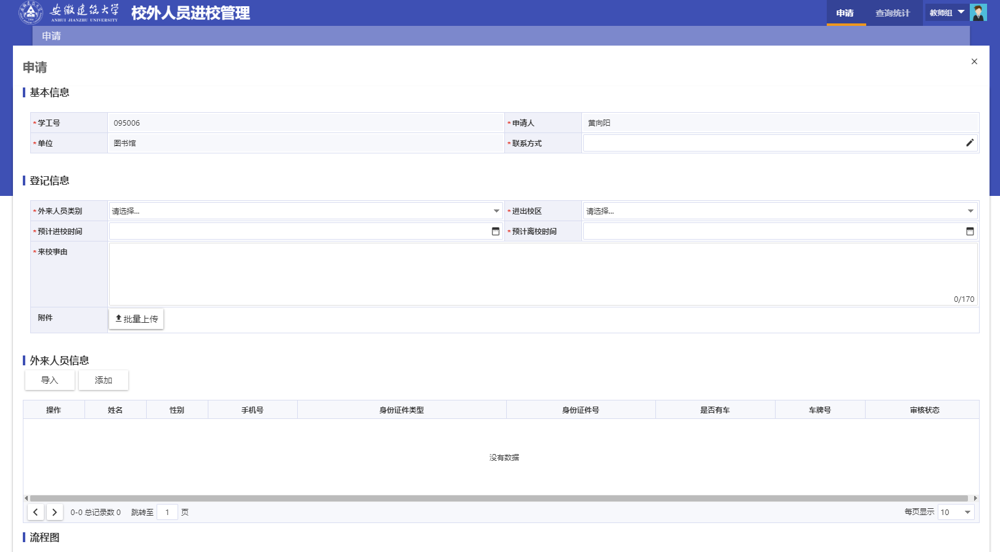 安徽建筑大学
ANHUI JIANZHU UNIVERSITY
校外人员进校管理
申请
查询统计
教师组
申请
申请
×
基本信息
*学工号 095006 *申请人 黄向阳
*单位 图书馆 *联系方式
登记信息
*外来人员类别 请选择... *进出校区 请选择...
*预计进校时间 *预计离校时间
*来校事由
0/170
附件 批量上传
外来人员信息
导入 添加
操作 姓名 性别 手机号 身份证件类型 身份证件号 是否有车 车牌号 审核状态
没有数据
0-0 总记录数 0 跳转至 1 页 每页显示 10
流程图